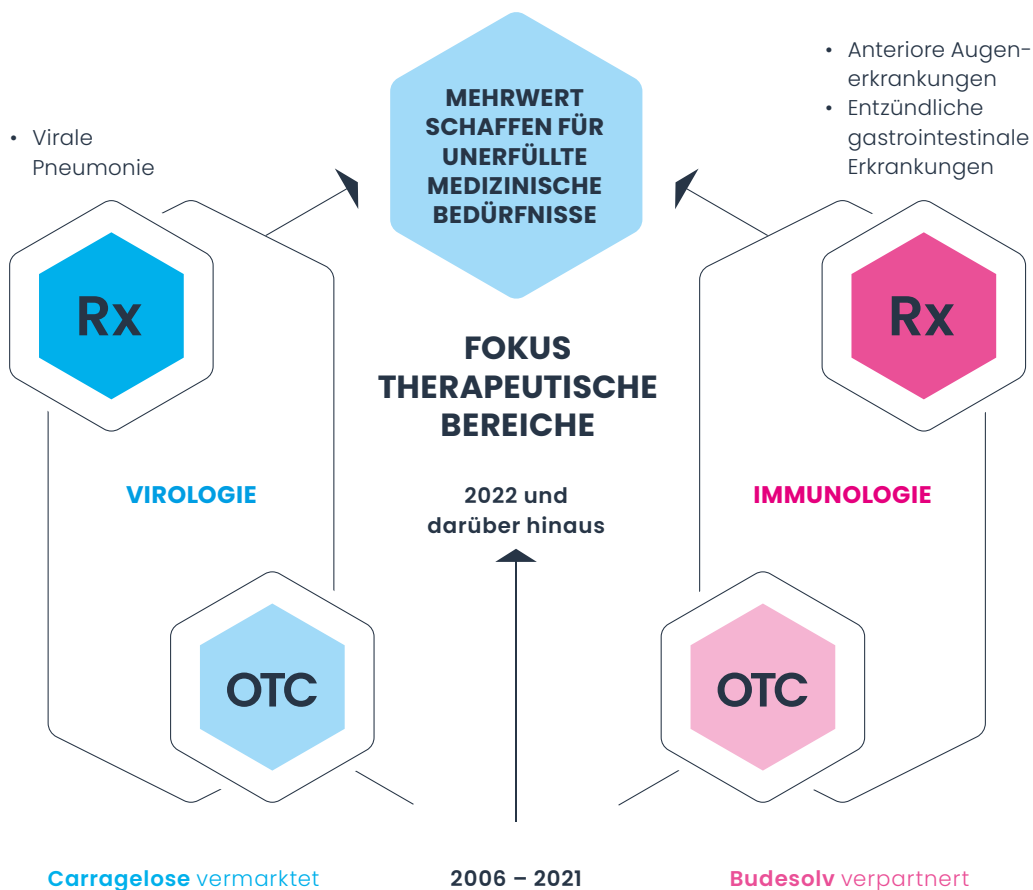 • Anteriore Augen-
erkrankungen
• Entzündliche
gastrointestinale
Erkrankungen
MEHRWERT
SCHAFFEN FÜR
UNERFÜLLTE
MEDIZINISCHE
BEDÜRFNISSE
• Virale
Pneumonie
Rx
Rx
FOKUS
THERAPEUTISCHE
BEREICHE
VIROLOGIE
2022 und
darüber hinaus
IMMUNOLOGIE
OTC
OTC
Carragelose vermarktet
2006 – 2021
Budesolv verpartnert